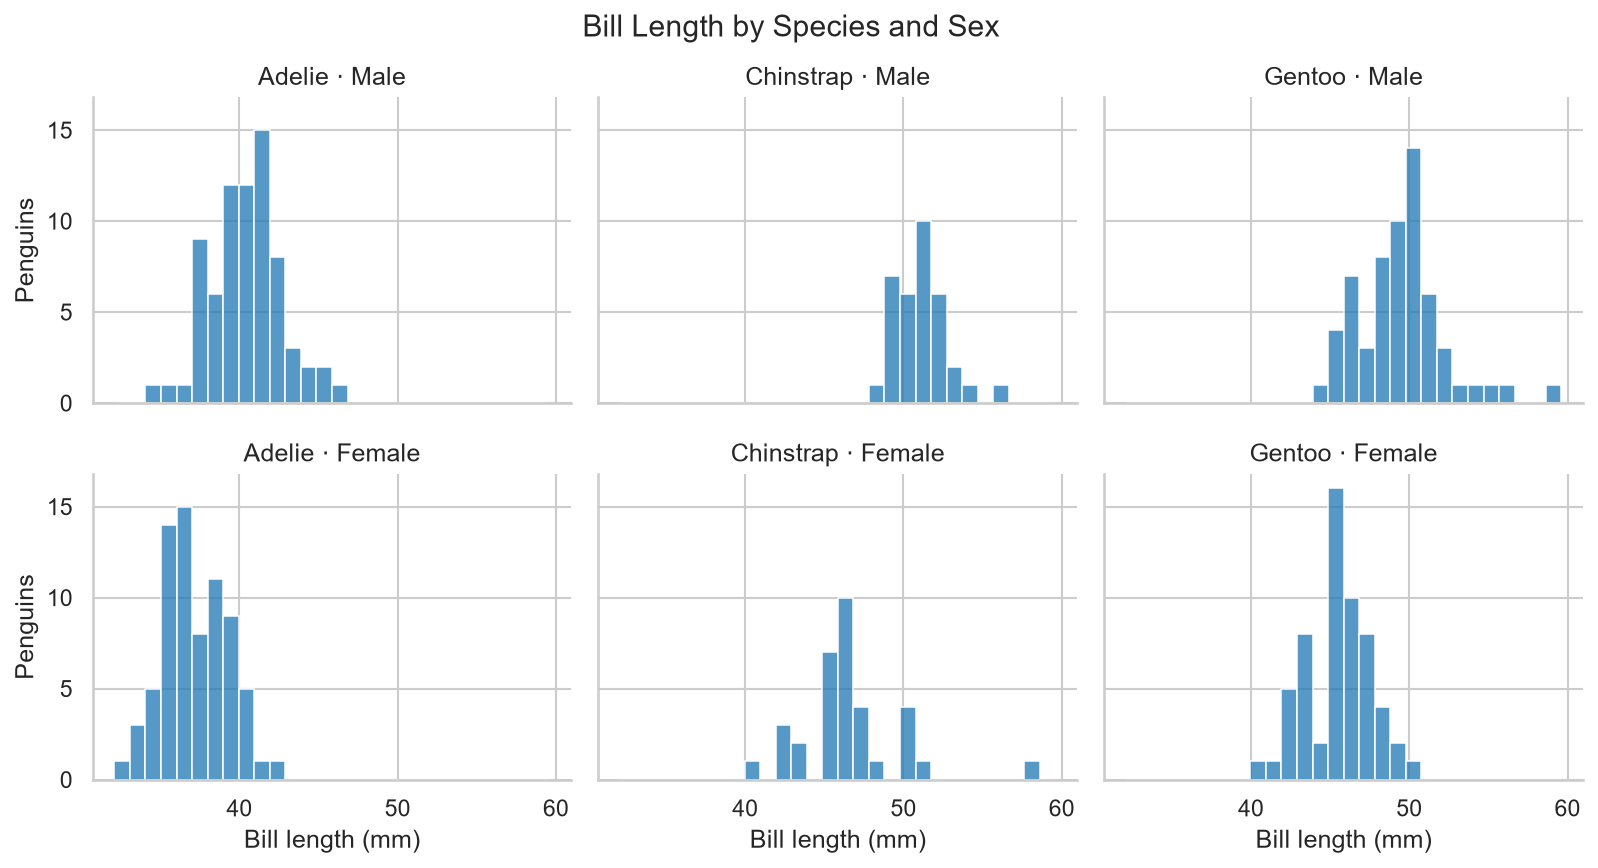 Bill Length by Species and Sex
Adelie · Male
Chinstrap · Male
Gentoo · Male
Penguins
15
10
5
0
Adelie · Female
Chinstrap · Female
Gentoo · Female
Penguins
15
10
5
0
40
50
60
40
50
60
40
50
60
Bill length (mm)
Bill length (mm)
Bill length (mm)